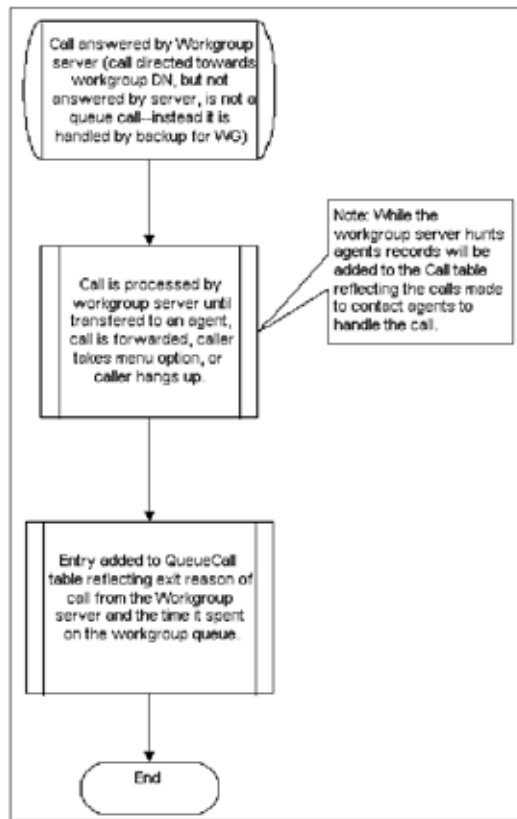 Call answered by Workgroup
server (call directed towards
workgroup DN, but not
answered by server, is not a
queue call--instead it is
handled by backup for WG)
Note: While the
workgroup server hunts
agents records will be
added to the Call table
reflecting the calls made
to contact agents to
handle the call.
Call is processed by
workgroup server until
transfered to an agent,
call is forwarded, caller
takes menu option, or
caller hangs up.
Entry added to QueueCall
table reflecting exit reason of
call from the Workgroup
server and the time it spent
on the workgroup queue.
End